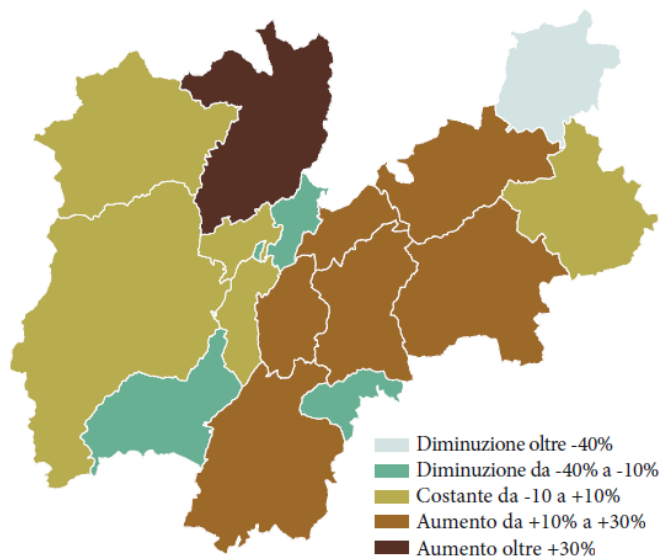 Diminuzione oltre -40%
Diminuzione da -40% a -10%
Costante da -10 a +10%
Aumento da +10% a +30%
Aumento oltre +30%